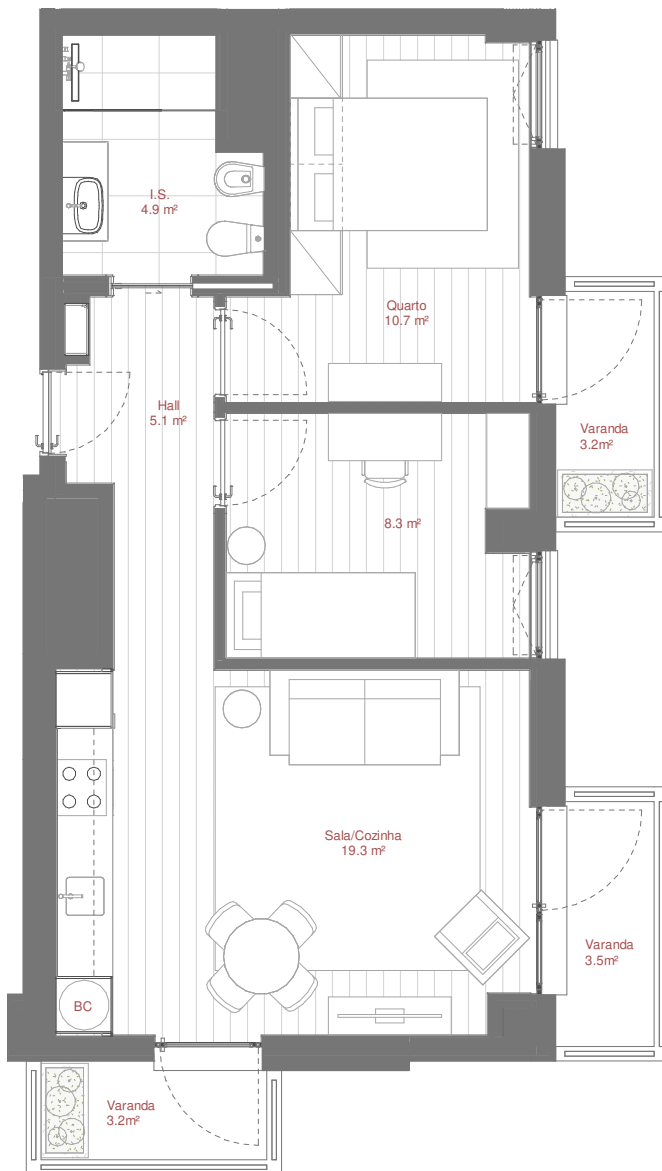 I.S.
4.9 m²
Quarto
10.7 m²
Hall
5.1 m²
Varanda
3.2m²
8.3 m²
Sala/Cozinha
19.3 m²
Varanda
3.5m²
BC
Varanda
3.2m²